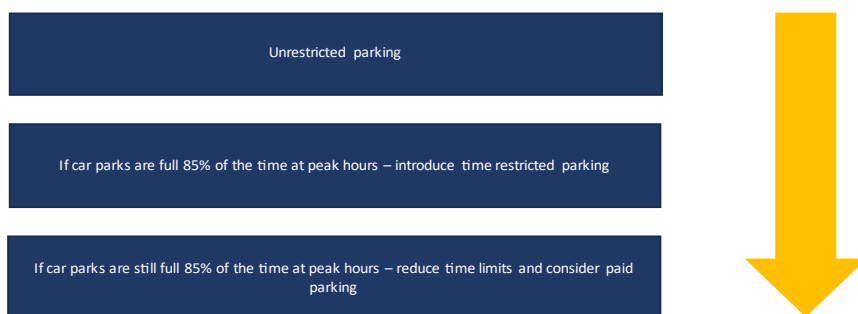 Unrestricted parking
If car parks are full 85% of the time at peak hours – introduce time restricted parking
If car parks are still full 85% of the time at peak hours – reduce time limits and consider paid
parking